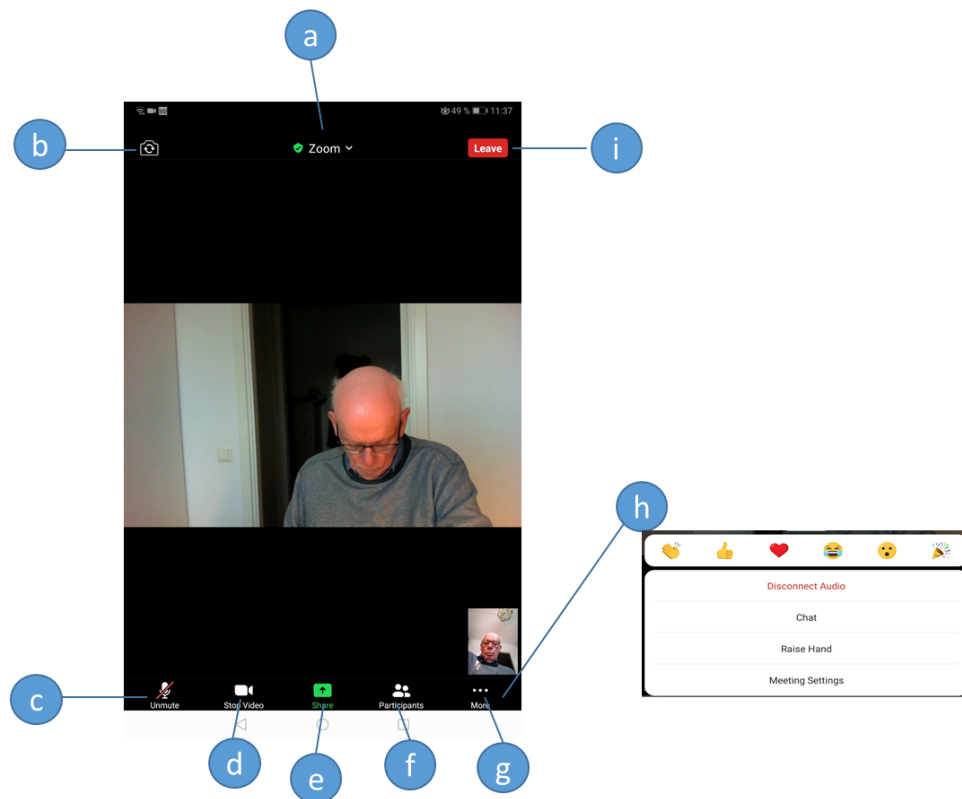 a
49 % 11:37
b
Zoom
Leave
i
h
Disconnect Audio
Chat
Raise Hand
Meeting Settings
c
Unmute
Stop Video
Share
Participants
More
d
e
f
g